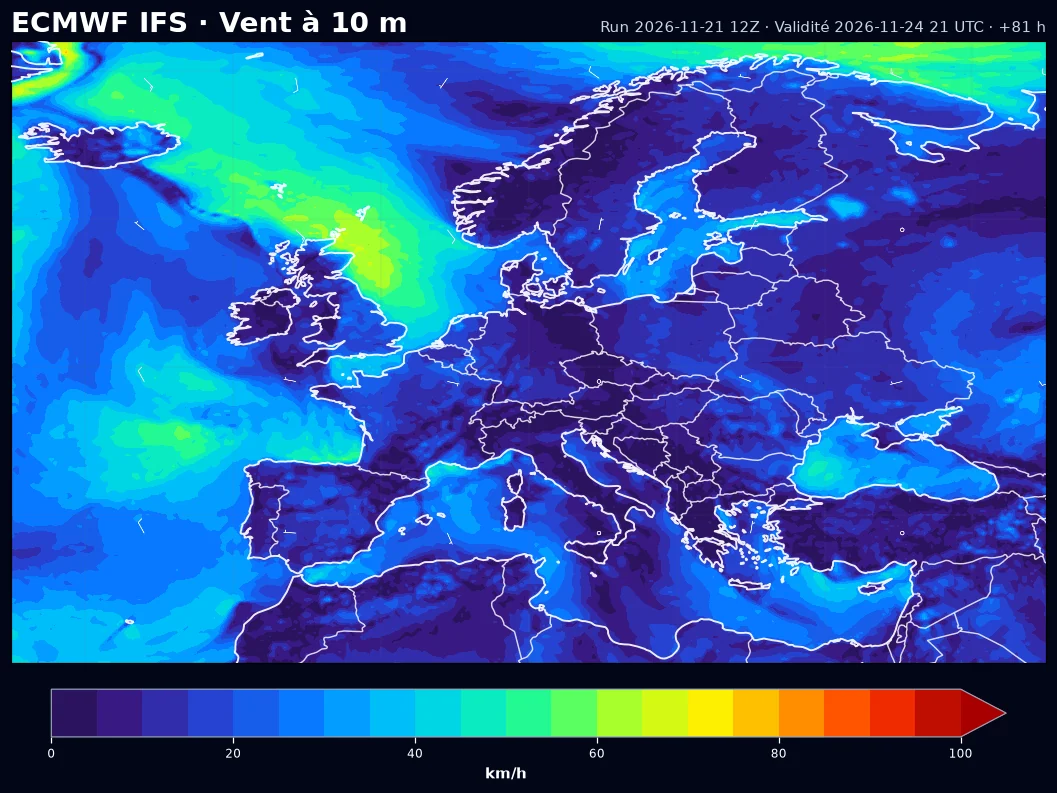 ECMWF IFS · Vent à 10 m
Run 2026-11-21 12Z · Validité 2026-11-24 21 UTC · +81 h
0 20 40 60 80 100
km/h